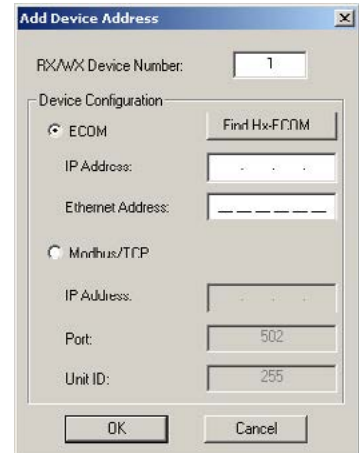 Add Device Address
RX/WX Device Number: 1
Device Configuration
ECOM
Find Hx-ECOM
IP Address: . . .
Ethernet Address: _ _ _ _ _ _
Modbus/TCP
IP Address: . . .
Port: 502
Unit ID: 255
OK Cancel